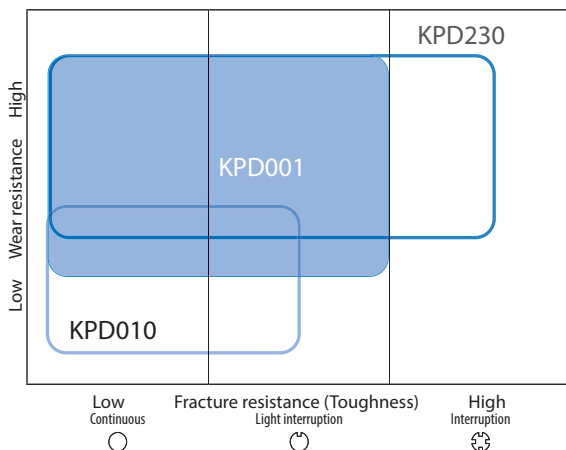 KPD230
High
KPD001
Wear resistance
Low
KPD010
Low Fracture resistance (Toughness) High
Continuous Light interruption Interruption